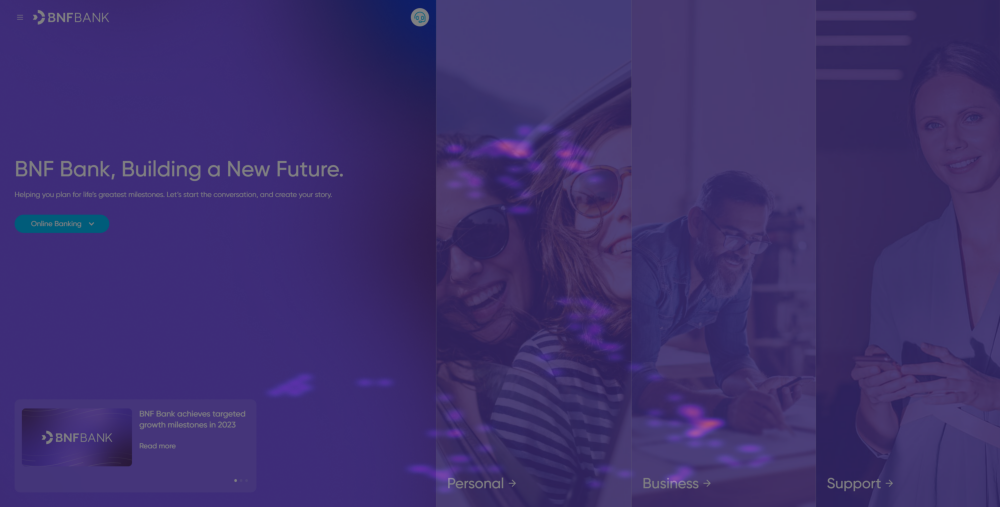 BNFBANK
BNF Bank, Building a New Future.
Helping you plan for life's greatest milestones. Let's start the conversation, and create your story.
Online Banking
BNFBANK
BNF Bank achieves targeted
growth milestones in 2023
Read more
Personal →
Business →
Support →